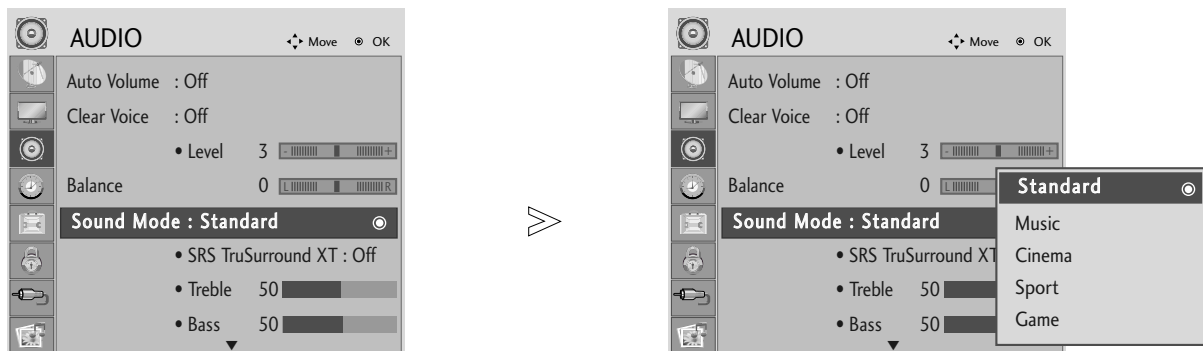 AUDIO
Move OK
Auto Volume : Off
Clear Voice : Off
• Level 3 - +
Balance 0 L R
Sound Mode : Standard
• SRS TruSurround XT : Off
• Treble 50
• Bass 50
AUDIO
Move OK
Auto Volume : Off
Clear Voice : Off
• Level 3 - +
Balance 0 L
Sound Mode : Standard
• SRS TruSurround XT
• Treble 50
• Bass 50
Standard
Music
Cinema
Sport
Game